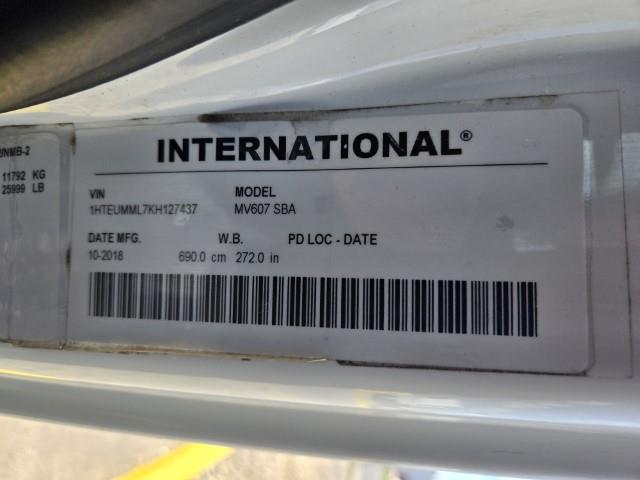 /NMB-2
11792 KG
25999 LB
INTERNATIONAL®
VIN MODEL
1HTEUMML7KH127437 MV607 SBA
DATE MFG. W.B. PD LOC - DATE
10-2018 690.0 cm 272.0 in